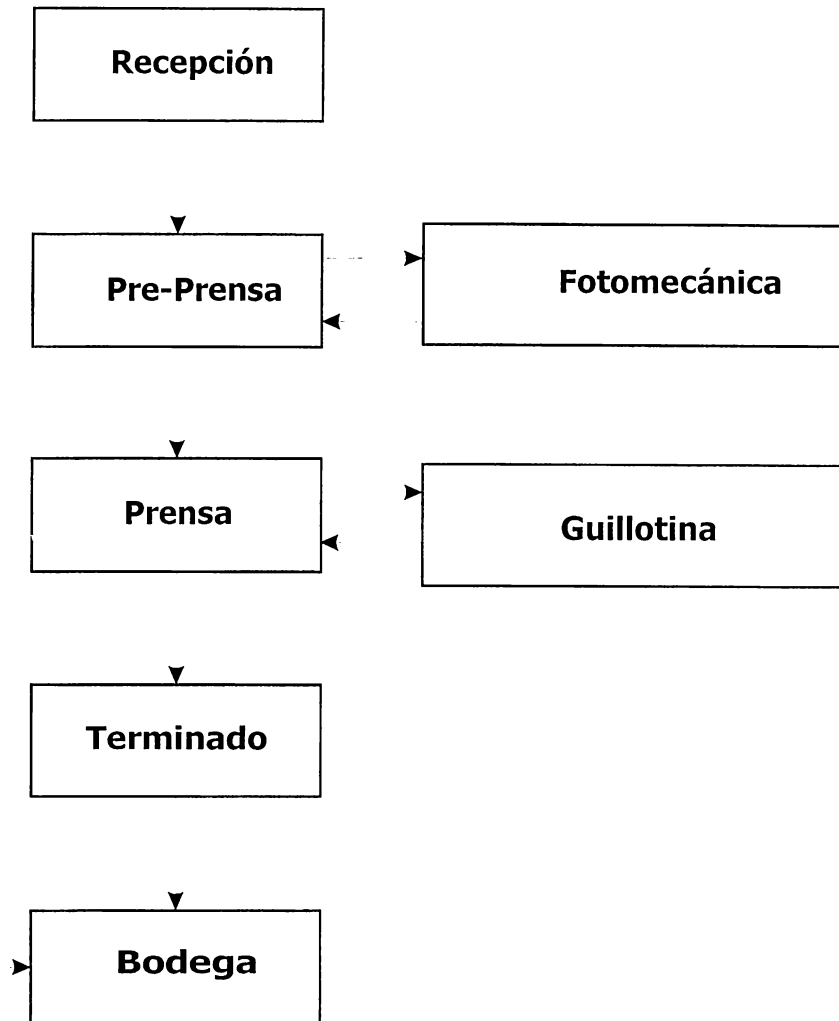 Recepción
Pre-Prensa
Fotomecánica
Prensa
Guillotina
Terminado
Bodega